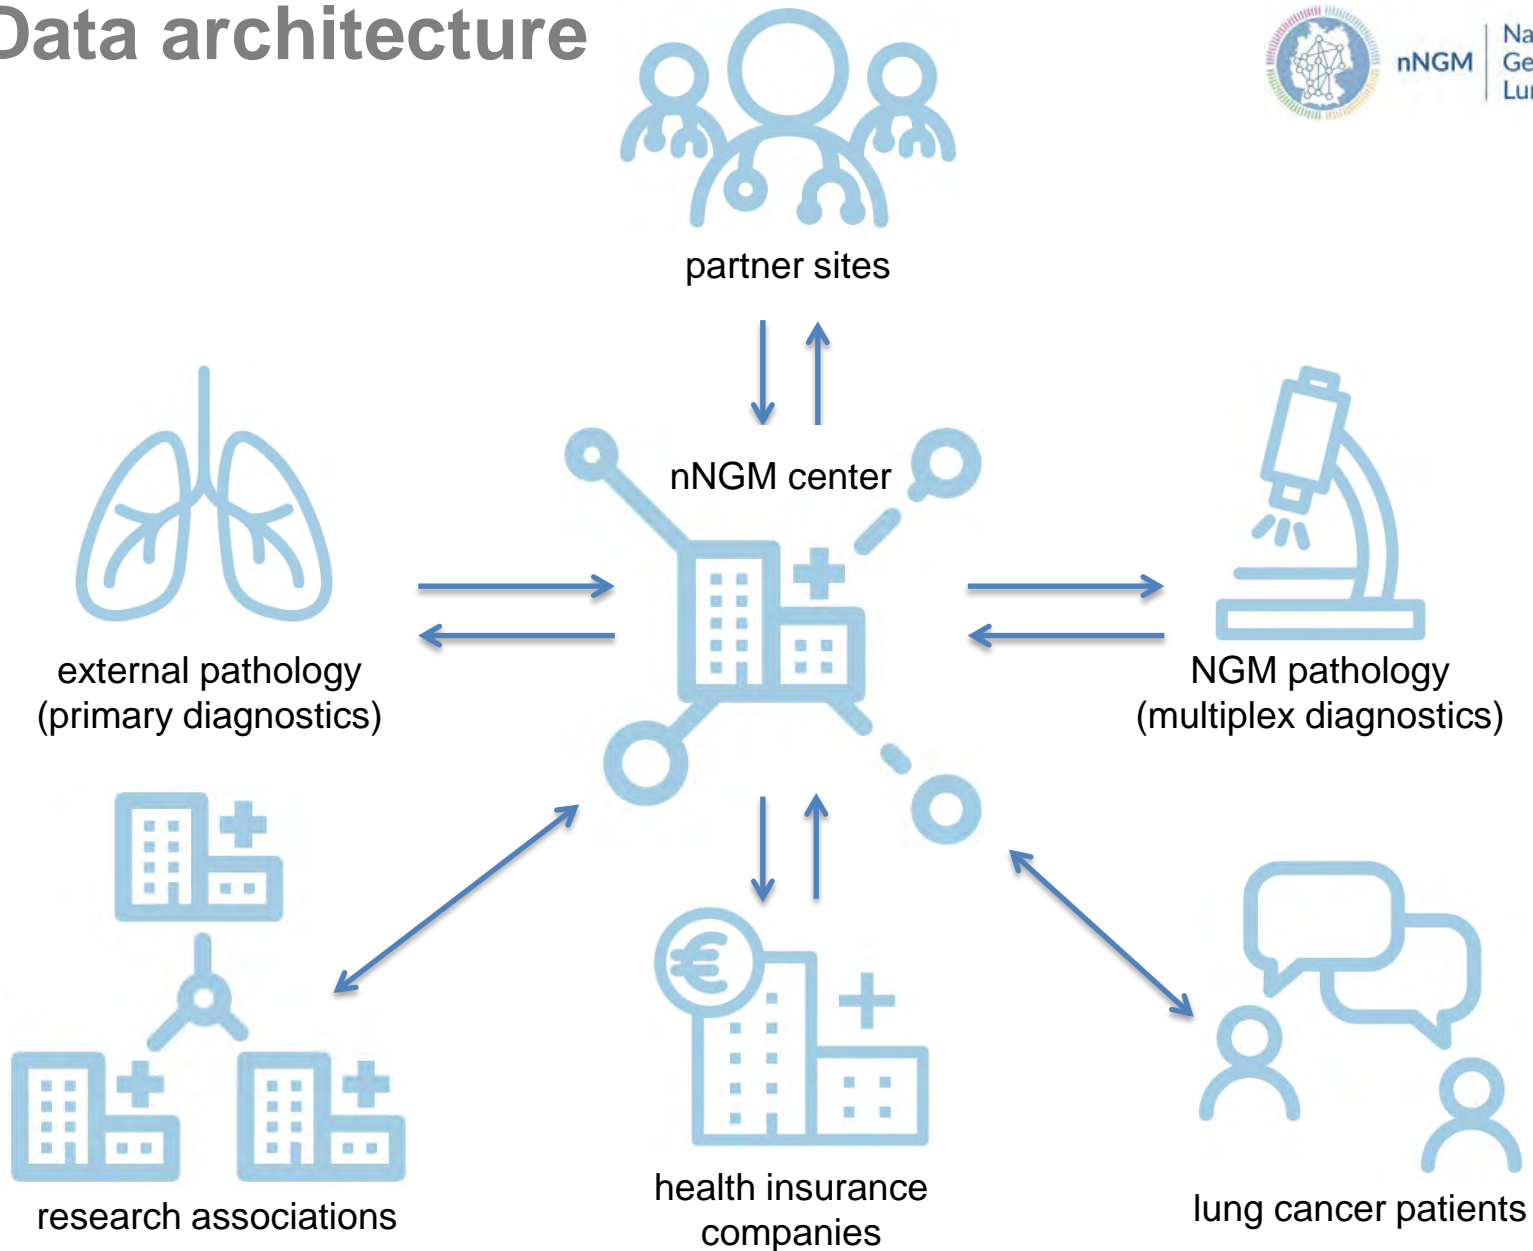 Data architecture
nNGM
partner sites
nNGM center
external pathology
(primary diagnostics)
NGM pathology
(multiplex diagnostics)
research associations
health insurance
companies
lung cancer patients